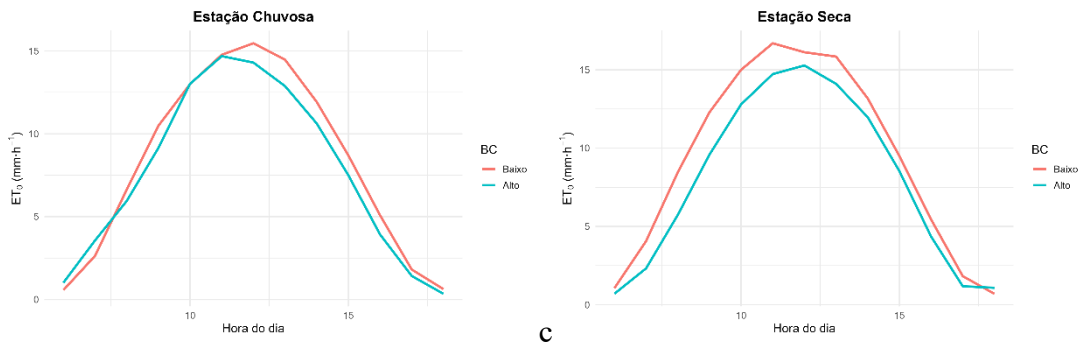 Estação Chuvosa
15
10
5
0
ET₀ (mm·h⁻¹)
10
15
Hora do dia
BC
Baixo
Alto
c
Estação Seca
15
10
5
0
ET₀ (mm·h⁻¹)
10
15
Hora do dia
BC
Baixo
Alto